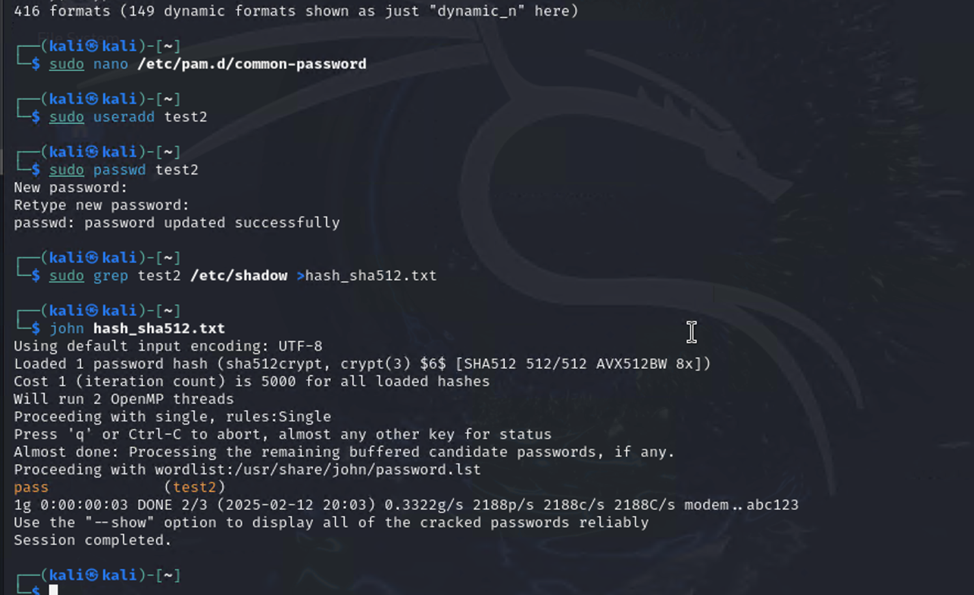 416 formats (149 dynamic formats shown as just "dynamic_n" here)
┌──(kali㉿kali)-[~]
└─$ sudo nano /etc/pam.d/common-password
┌──(kali㉿kali)-[~]
└─$ sudo useradd test2
┌──(kali㉿kali)-[~]
└─$ sudo passwd test2
New password:
Retype new password:
passwd: password updated successfully
┌──(kali㉿kali)-[~]
└─$ sudo grep test2 /etc/shadow >hash_sha512.txt
┌──(kali㉿kali)-[~]
└─$ john hash_sha512.txt
Using default input encoding: UTF-8
Loaded 1 password hash (sha512crypt, crypt(3) $6$ [SHA512 512/512 AVX512BW 8x])
Cost 1 (iteration count) is 5000 for all loaded hashes
Will run 2 OpenMP threads
Proceeding with single, rules:Single
Press 'q' or Ctrl-C to abort, almost any other key for status
Almost done: Processing the remaining buffered candidate passwords, if any.
Proceeding with wordlist:/usr/share/john/password.lst
pass             (test2)
1g 0:00:00:03 DONE 2/3 (2025-02-12 20:03) 0.3322g/s 2188p/s 2188c/s 2188C/s modem..abc123
Use the "--show" option to display all of the cracked passwords reliably
Session completed.
┌──(kali㉿kali)-[~]
└─$